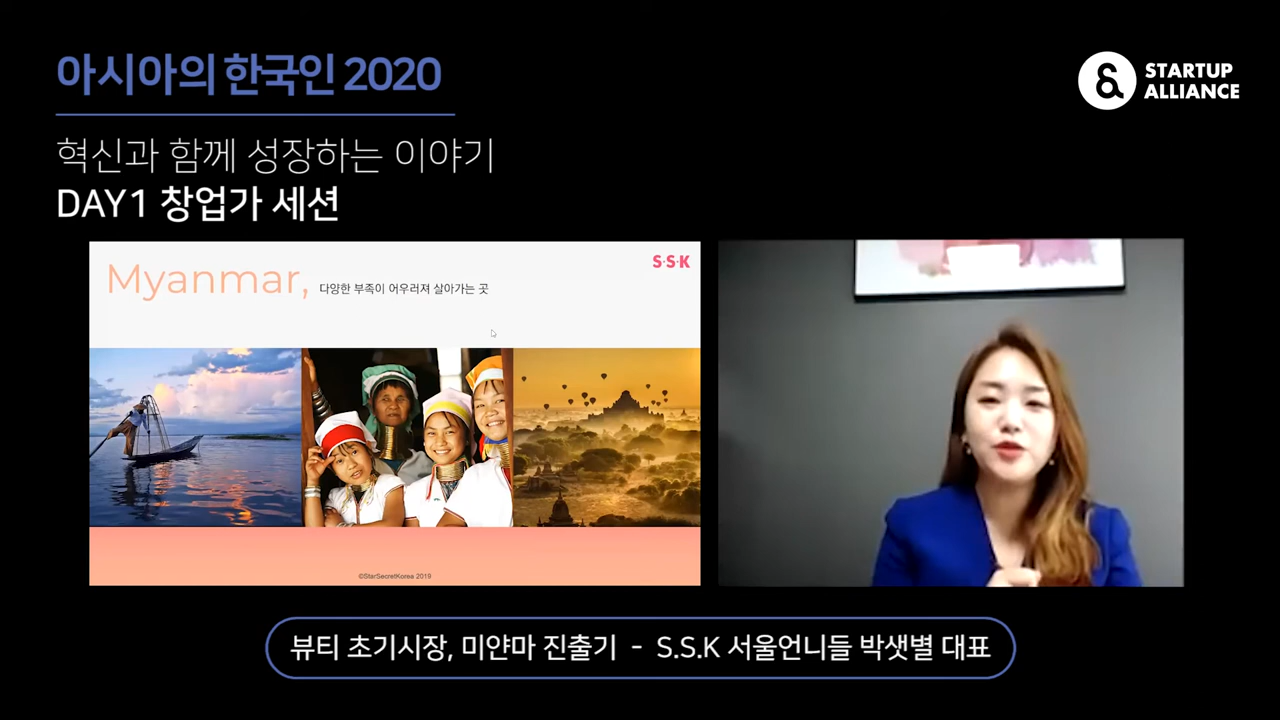 아시아의 한국인 2020
STARTUP
ALLIANCE
혁신과 함께 성장하는 이야기
DAY1 창업가 세션
S·S·K
Myanmar, 다양한 부족이 어우러져 살아가는 곳
©StarSecretKorea 2019
뷰티 초기시장, 미얀마 진출기 - S.S.K 서울언니들 박샛별 대표